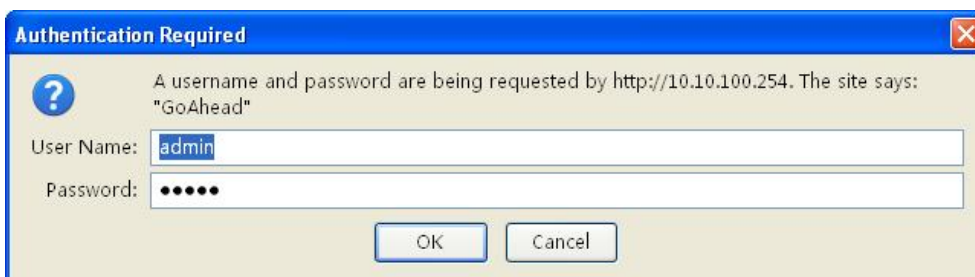 Authentication Required
A username and password are being requested by http://10.10.100.254. The site says:
"GoAhead"
User Name: admin
Password: •••••
OK Cancel